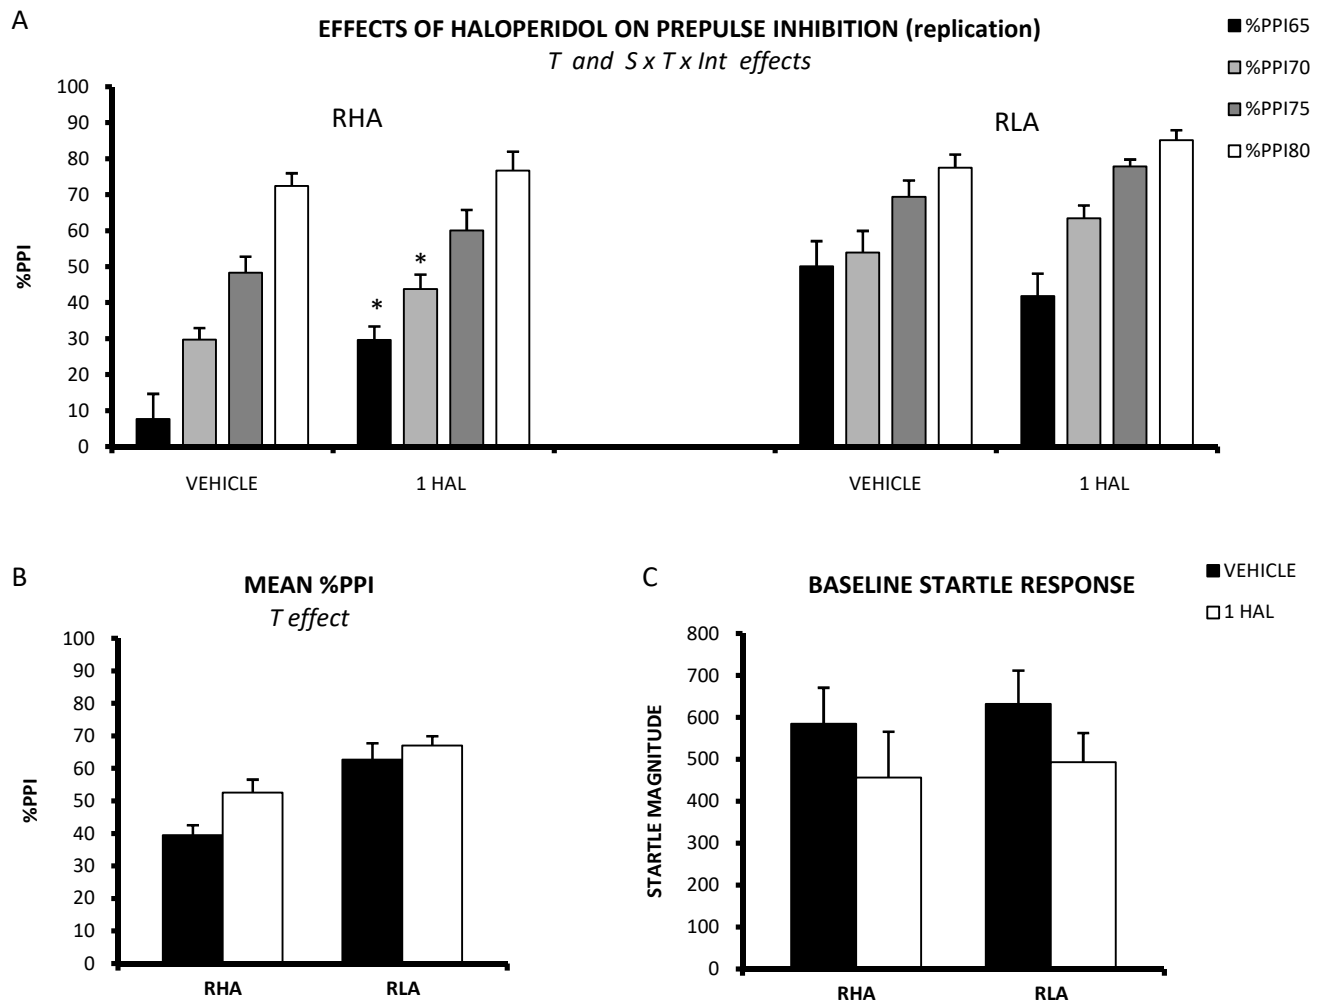 A
EFFECTS OF HALOPERIDOL ON PREPULSE INHIBITION (replication)
T and S x T x Int effects
%PPI65
%PPI70
%PPI75
%PPI80
RHA
RLA
100
90
80
70
60
50
40
30
20
10
0
%PPI
*
*
VEHICLE
1 HAL
VEHICLE
1 HAL
B
MEAN %PPI
T effect
100
90
80
70
60
50
40
30
20
10
0
%PPI
RHA
RLA
C
BASELINE STARTLE RESPONSE
VEHICLE
1 HAL
800
700
600
500
400
300
200
100
0
STARTLE MAGNITUDE
RHA
RLA